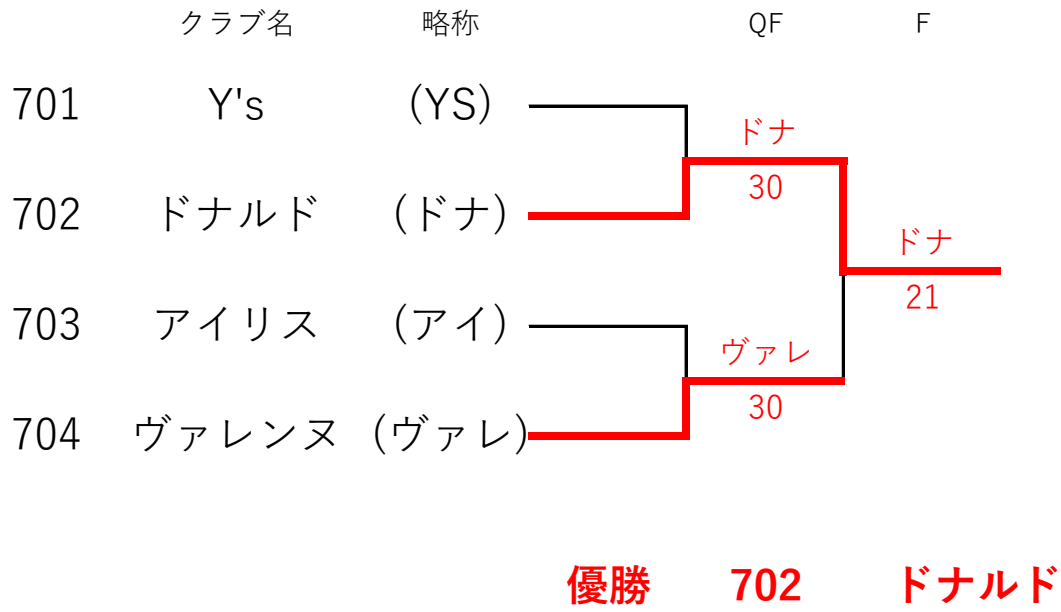 クラブ名 略称 QF F
701 Y's (YS)
ドナ
30
702 ドナルド (ドナ)
ドナ
21
703 アイリス (アイ)
ヴァレ
30
704 ヴァレンヌ (ヴァレ)
優勝 702 ドナルド